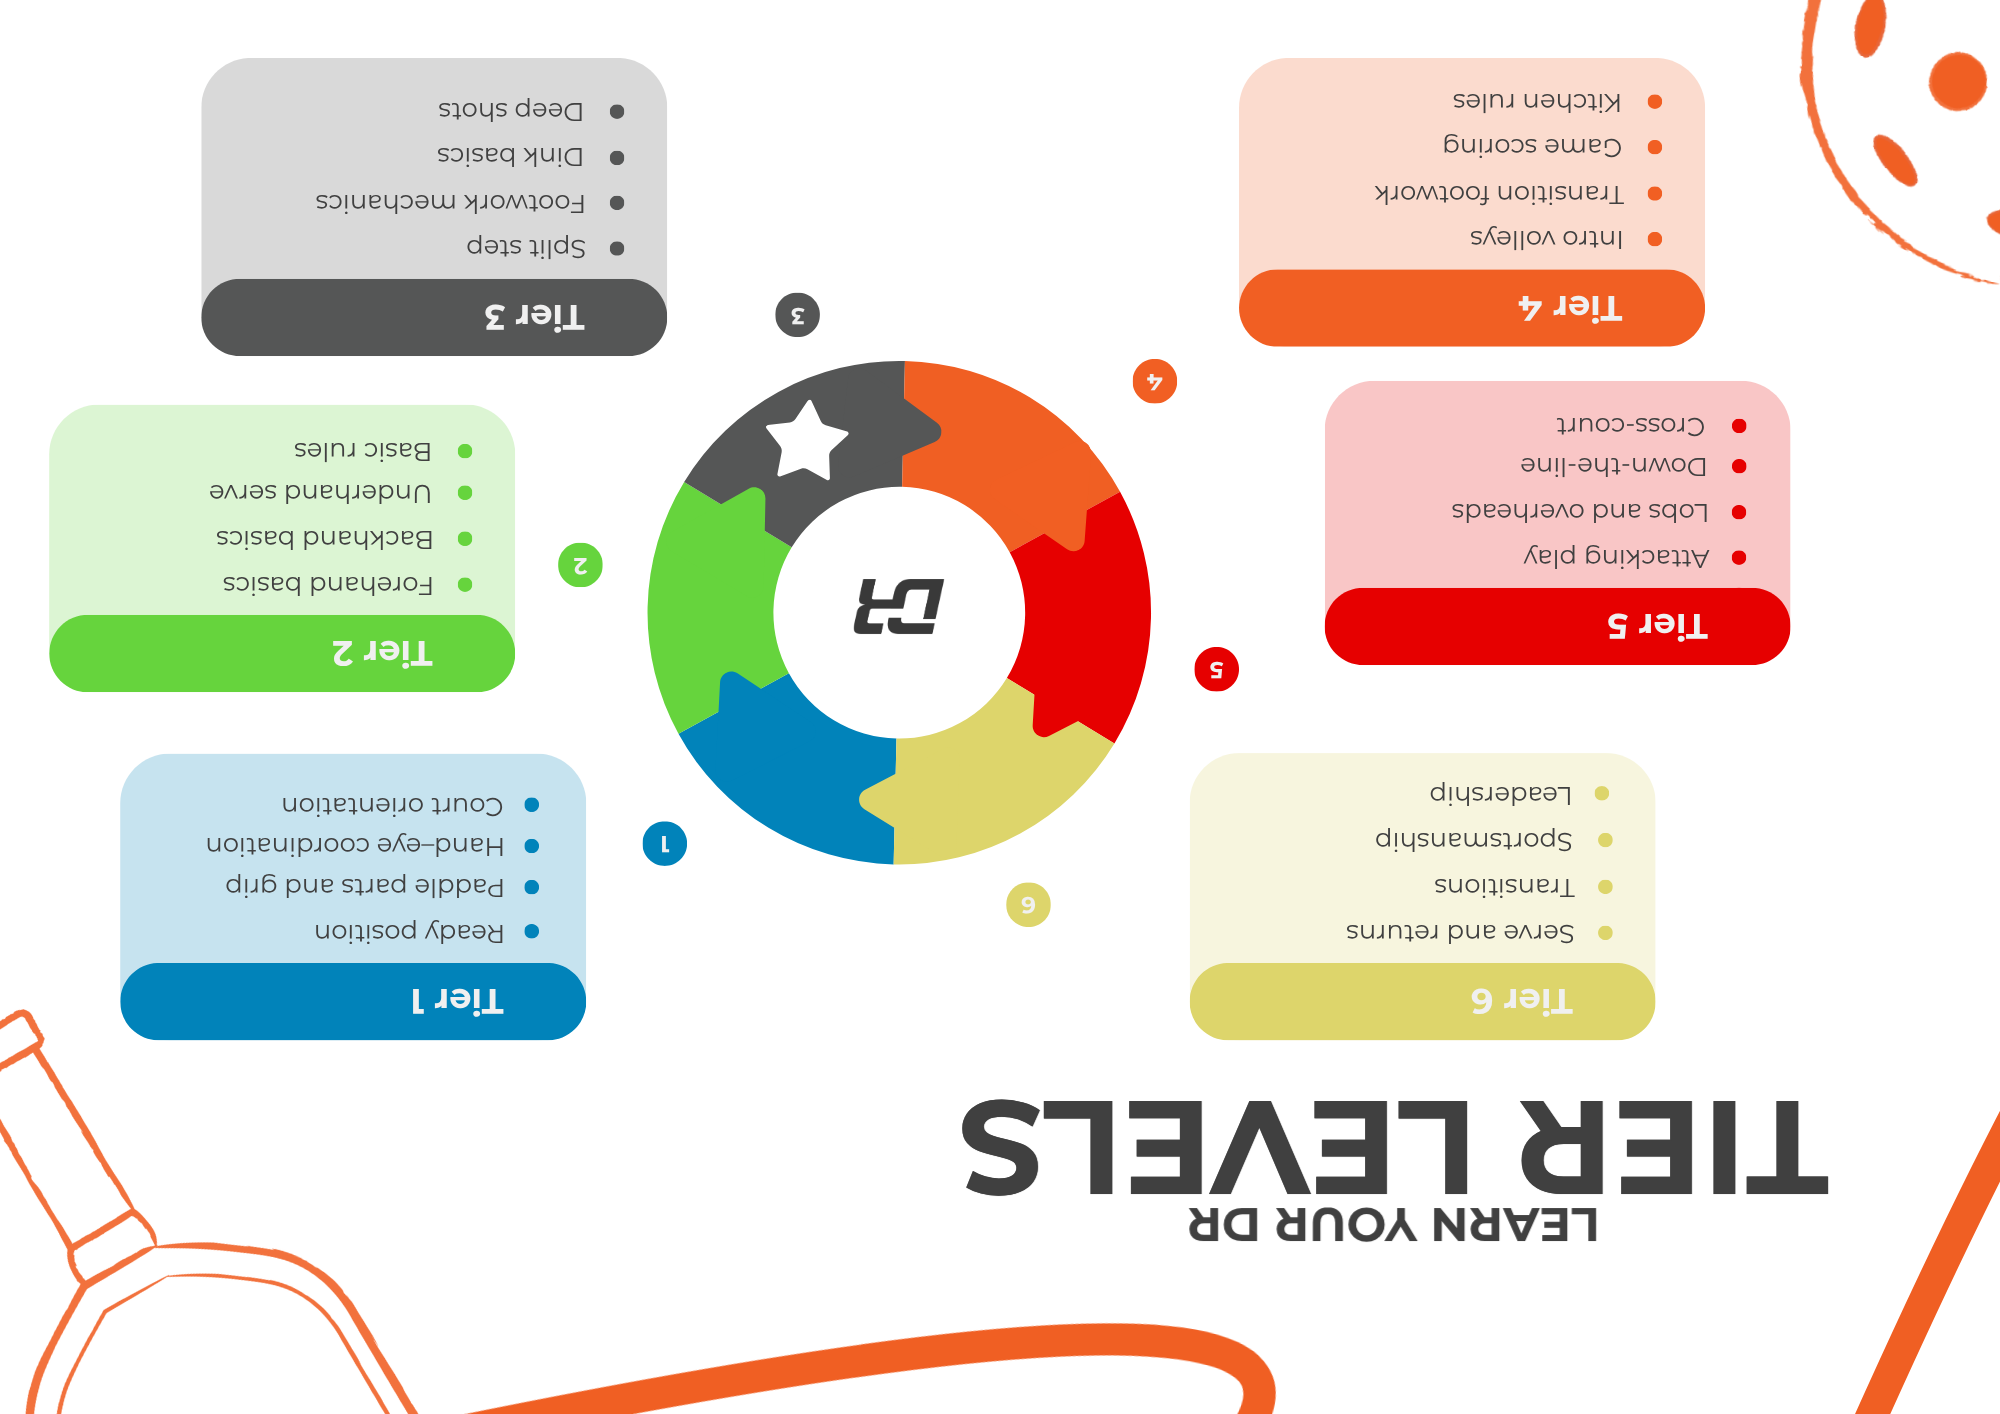 LEARN YOUR DR
TIER LEVELS
Tier 6
Serve and returns
Transitions
Sportsmanship
Leadership
Tier 5
Attacking play
Lobs and overheads
Down-the-line
Cross-court
Tier 4
Intro volleys
Transition footwork
Game scoring
Kitchen rules
6
1
5
DR
2
4
3
Tier 1
Ready position
Paddle parts and grip
Hand–eye coordination
Court orientation
Tier 2
Forehand basics
Backhand basics
Underhand serve
Basic rules
Tier 3
Split step
Footwork mechanics
Dink basics
Deep shots